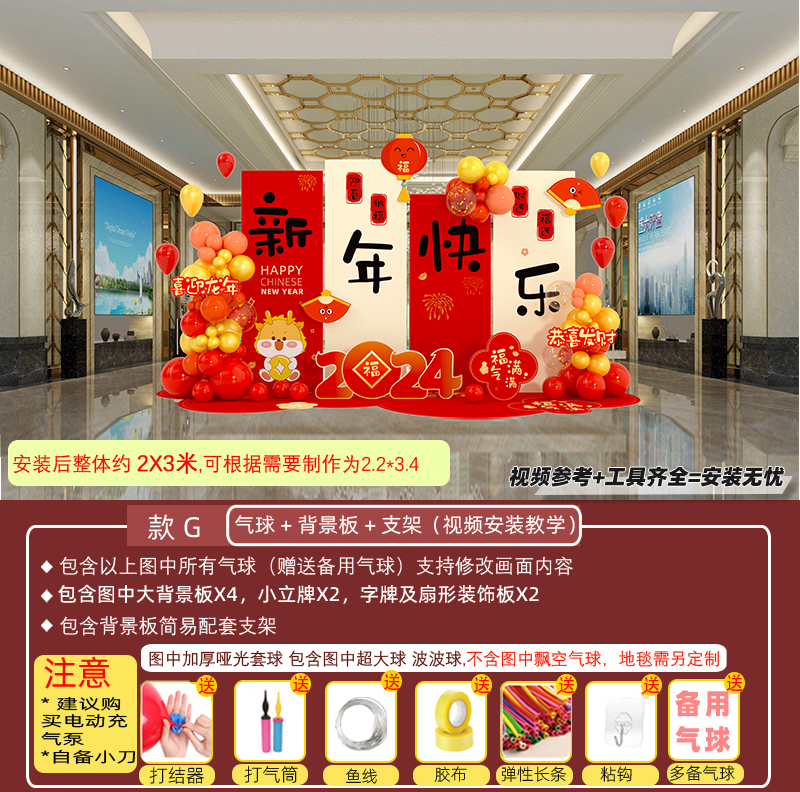 福
迎春
纳福
好运
福运
新
年
快
乐
HAPPY
CHINESE
NEW YEAR
喜迎龙年
恭喜发财
2024
福
福气满满
安装后整体约 2X3米,可根据需要制作为2.2*3.4
视频参考+工具齐全=安装无忧
款 G
气球 + 背景板 + 支架（视频安装教学）
◆ 包含以上图中所有气球（赠送备用气球）支持修改画面内容
◆ 包含图中大背景板X4，小立牌X2，字牌及扇形装饰板X2
◆ 包含背景板简易配套支架
图中加厚哑光套球 包含图中超大球 波波球,不含图中飘空气球，地毯需另定制
注意
* 建议购
买电动充
气泵
*自备小刀
送
送
送
送
送
送
送
备用
气球
打结器
打气筒
鱼线
胶布
弹性长条
粘钩
多备气球